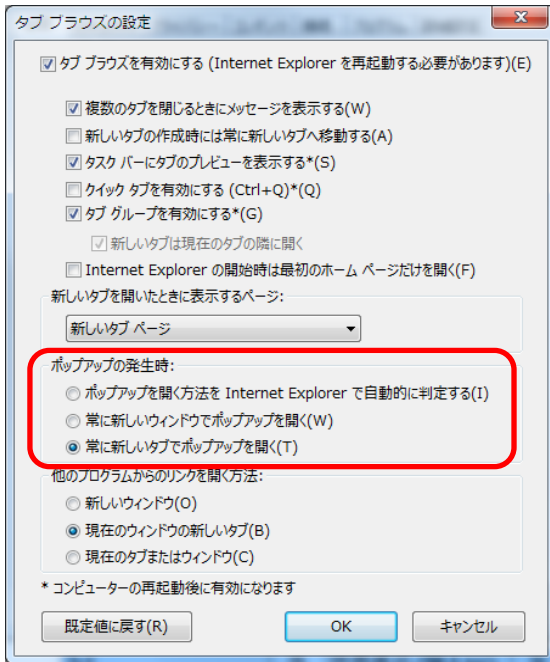 タブ ブラウズの設定
タブ ブラウズを有効にする (Internet Explorer を再起動する必要があります)(E)
複数のタブを閉じるときにメッセージを表示する(W)
新しいタブの作成時には常に新しいタブへ移動する(A)
タスク バーにタブのプレビューを表示する*(S)
クイック タブを有効にする (Ctrl+Q)*(Q)
タブ グループを有効にする*(G)
新しいタブは現在のタブの隣に開く
Internet Explorer の開始時は最初のホーム ページだけを開く(F)
新しいタブを開いたときに表示するページ:
新しいタブ ページ
ポップアップの発生時:
ポップアップを開く方法を Internet Explorer で自動的に判定する(I)
常に新しいウィンドウでポップアップを開く(W)
常に新しいタブでポップアップを開く(T)
他のプログラムからのリンクを開く方法:
新しいウィンドウ(O)
現在のウィンドウの新しいタブ(B)
現在のタブまたはウィンドウ(C)
* コンピューターの再起動後に有効になります
既定値に戻す(R)
OK
キャンセル